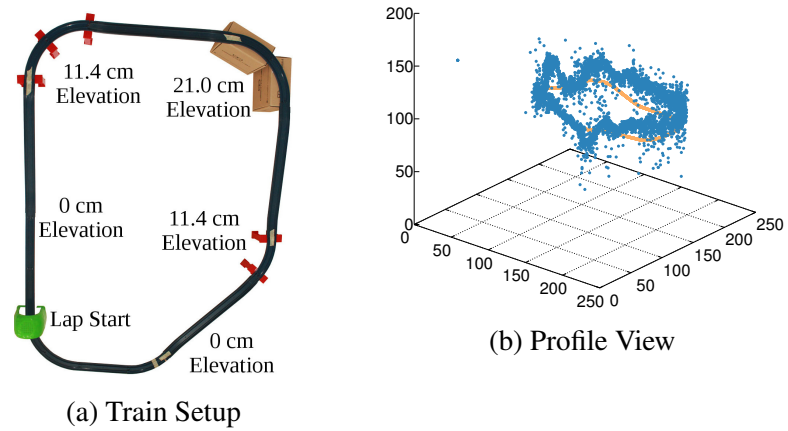 11.4 cm
Elevation
21.0 cm
Elevation
0 cm
Elevation
11.4 cm
Elevation
Lap Start
0 cm
Elevation
(a) Train Setup
200
150
100
50
0
0
50
100
150
200
250
0
50
100
150
200
250
(b) Profile View